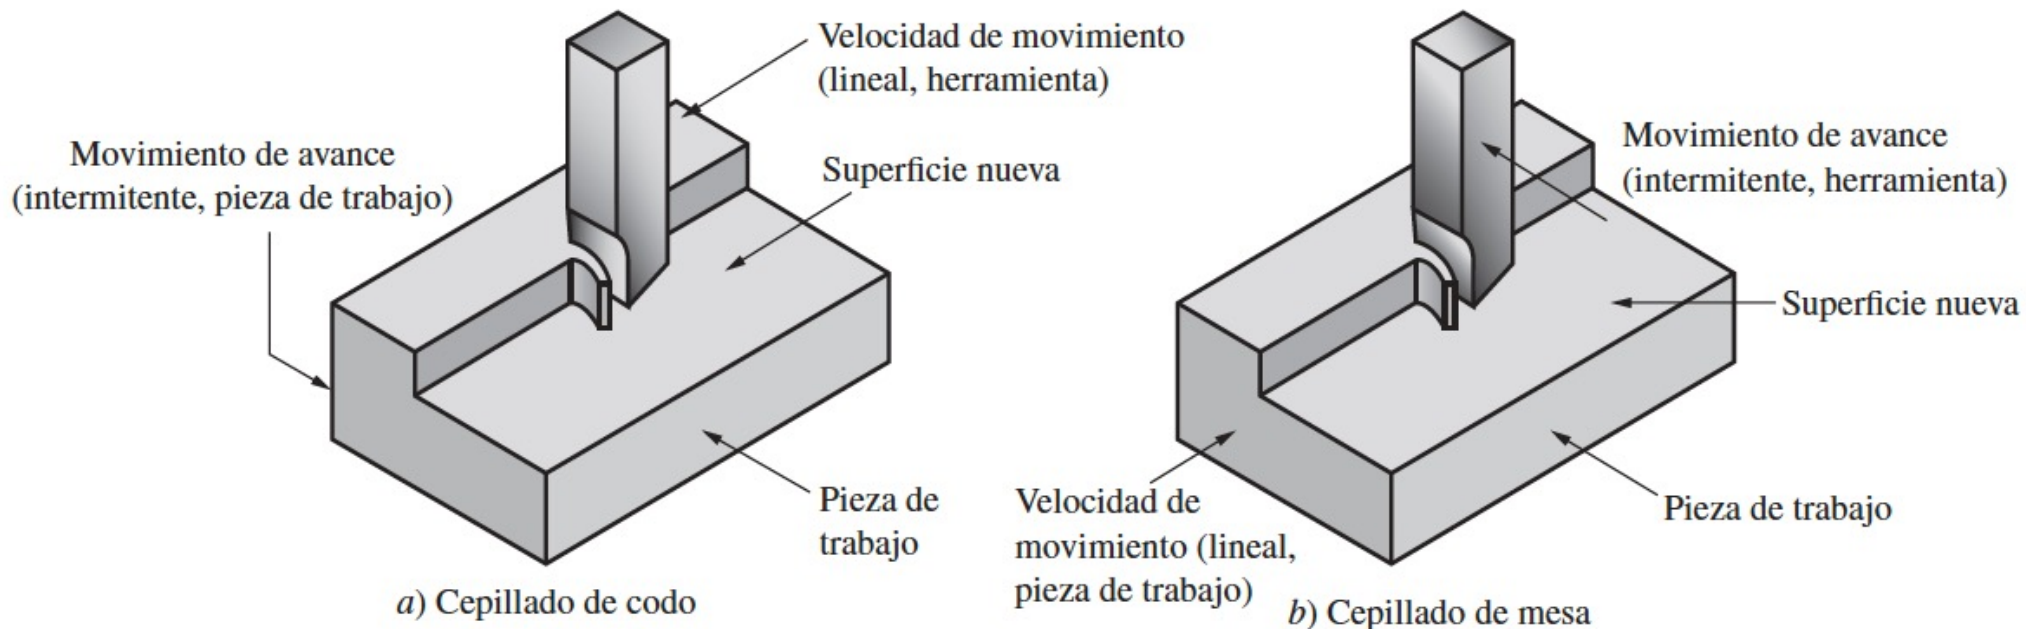 Velocidad de movimiento
(lineal, herramienta)
Movimiento de avance
(intermitente, pieza de trabajo)
Superficie nueva
Pieza de
trabajo
a) Cepillado de codo
Movimiento de avance
(intermitente, herramienta)
Superficie nueva
Velocidad de
movimiento (lineal,
pieza de trabajo)
Pieza de trabajo
b) Cepillado de mesa